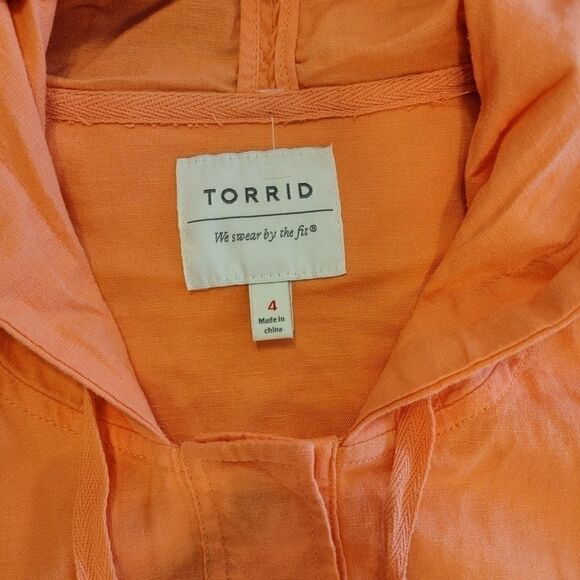 TORRID
We swear by the fit®
4
Made in
china